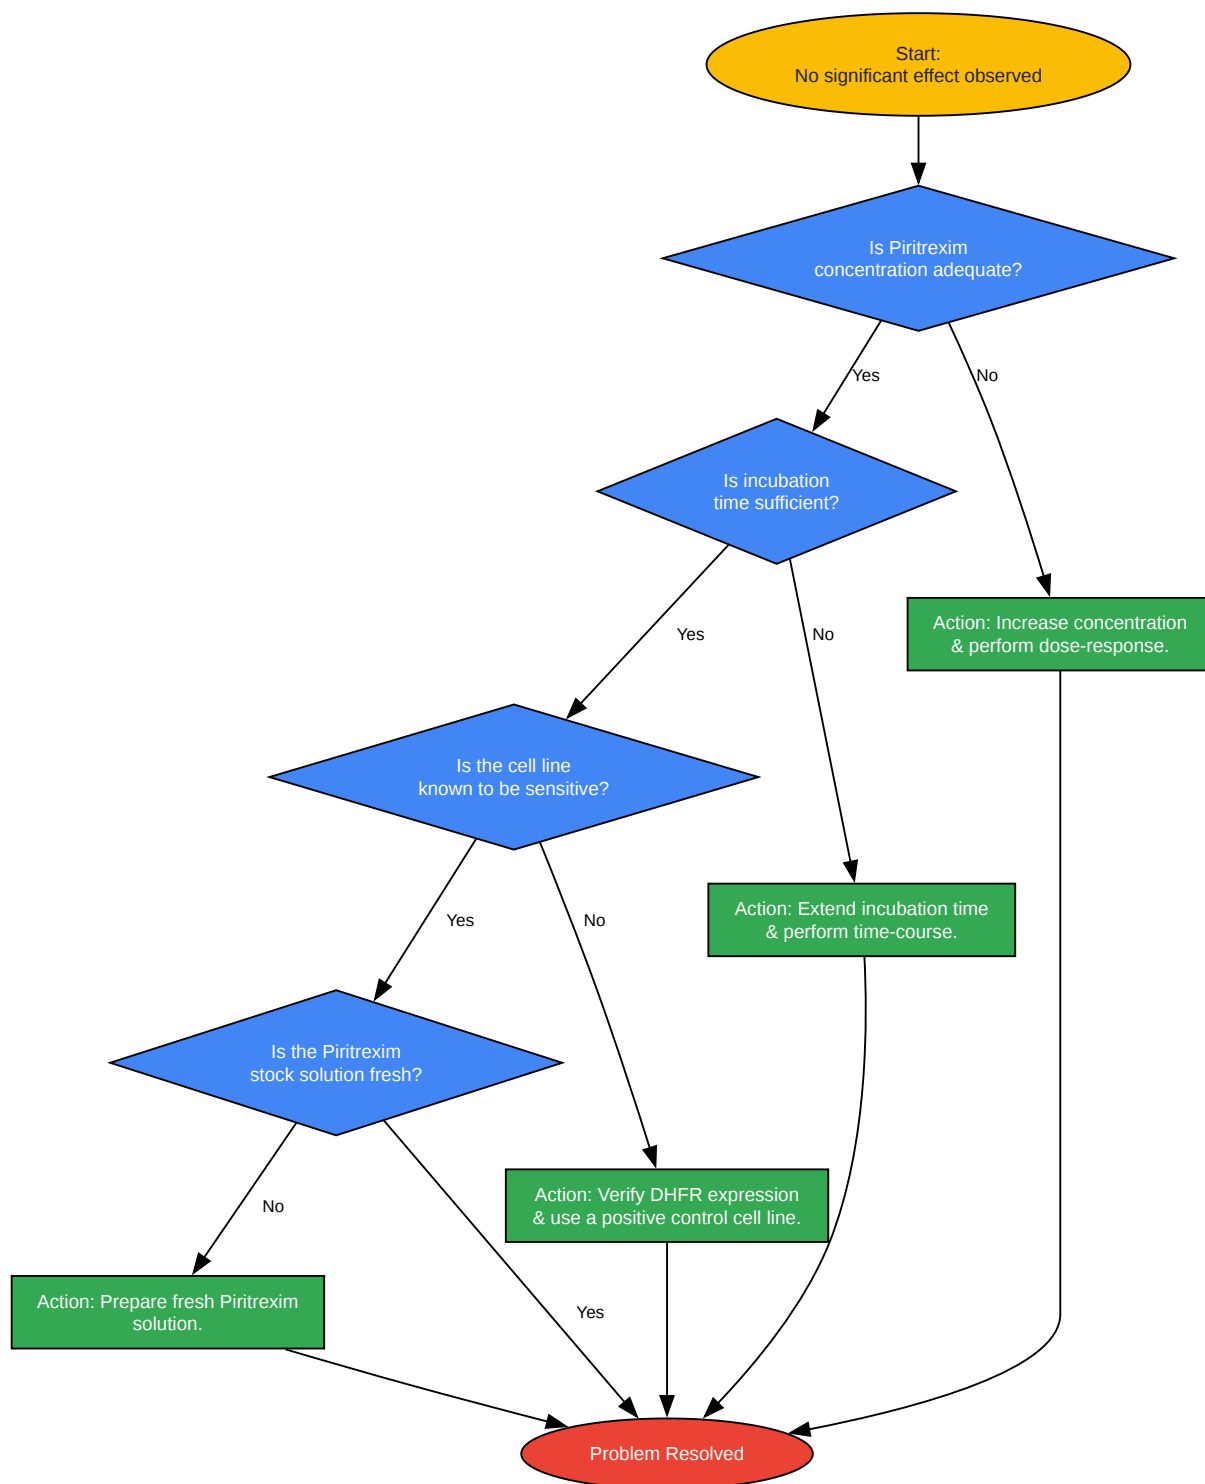 Start:
No significant effect observed
Is Piritrexim
concentration adequate?
Yes
No
Is incubation
time sufficient?
Action: Increase concentration
& perform dose-response.
Yes
No
Is the cell line
known to be sensitive?
Action: Extend incubation time
& perform time-course.
Yes
No
Is the Piritrexim
stock solution fresh?
Action: Verify DHFR expression
& use a positive control cell line.
No
Action: Prepare fresh Piritrexim
solution.
Yes
Problem Resolved